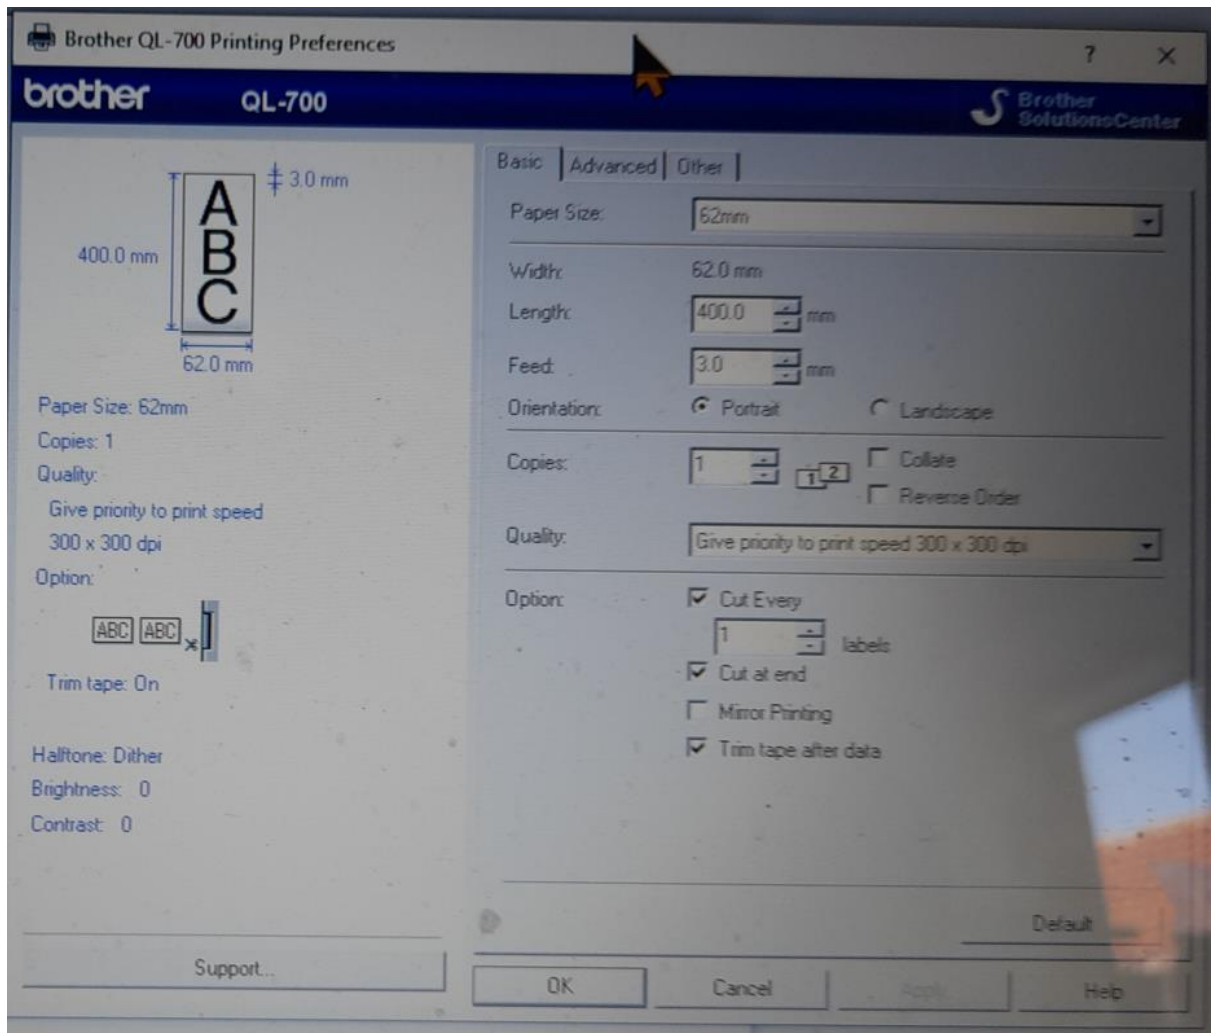 Brother QL-700 Printing Preferences
?
brother QL-700
Brother
SolutionsCenter
A
B
C
3.0 mm
400.0 mm
62.0 mm
Paper Size: 62mm
Copies: 1
Quality:
Give priority to print speed
300 x 300 dpi
Option:
ABC ABC
Trim tape: On
Halftone: Dither
Brightness: 0
Contrast: 0
Support...
Basic Advanced Other
Paper Size: 62mm
Width: 62.0 mm
Length: 400.0 mm
Feed: 3.0 mm
Orientation: Portrait Landscape
Copies: 1 1 2 Collate
Reverse Order
Quality: Give priority to print speed 300 x 300 dpi
Option: Cut Every
1 labels
Cut at end
Mirror Printing
Trim tape after data
Default
OK Cancel Apply Help